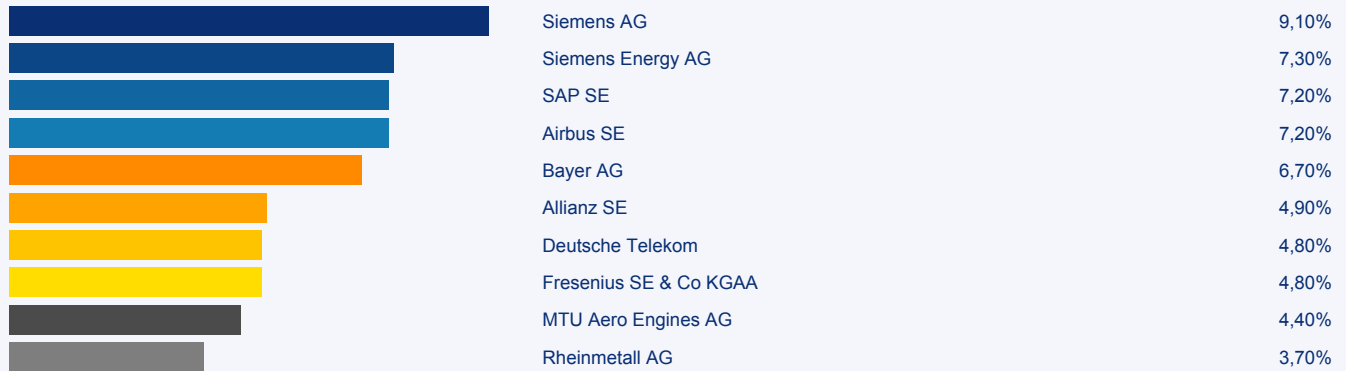 Siemens AG 9,10%
Siemens Energy AG 7,30%
SAP SE 7,20%
Airbus SE 7,20%
Bayer AG 6,70%
Allianz SE 4,90%
Deutsche Telekom 4,80%
Fresenius SE & Co KGAA 4,80%
MTU Aero Engines AG 4,40%
Rheinmetall AG 3,70%